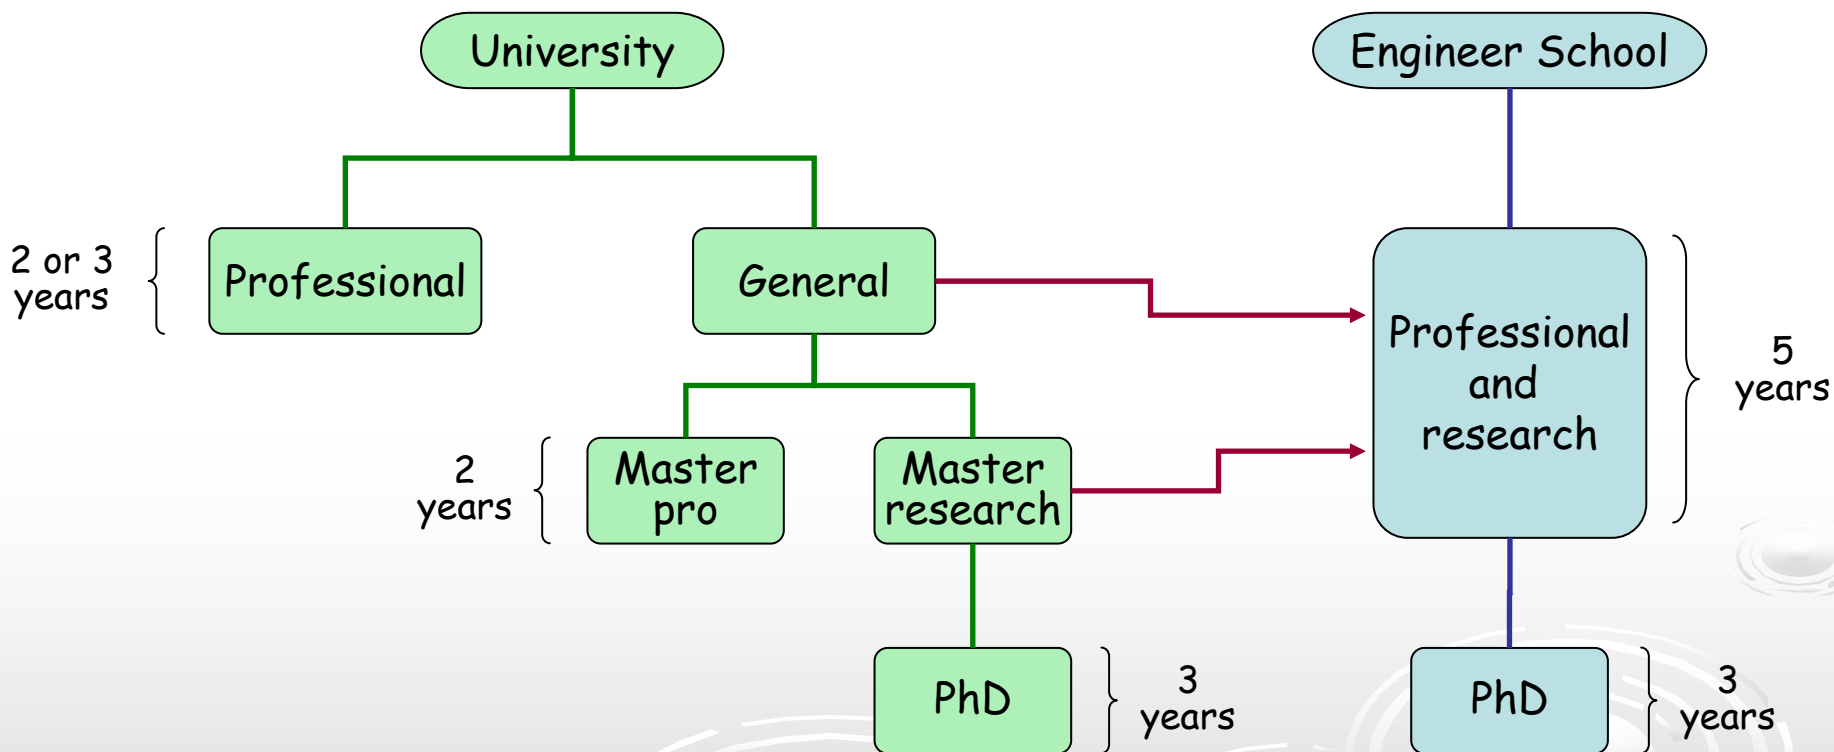 University
Engineer School
2 or 3
years
Professional
General
Professional
and
research
5
years
2
years
Master
pro
Master
research
PhD
3
years
PhD
3
years